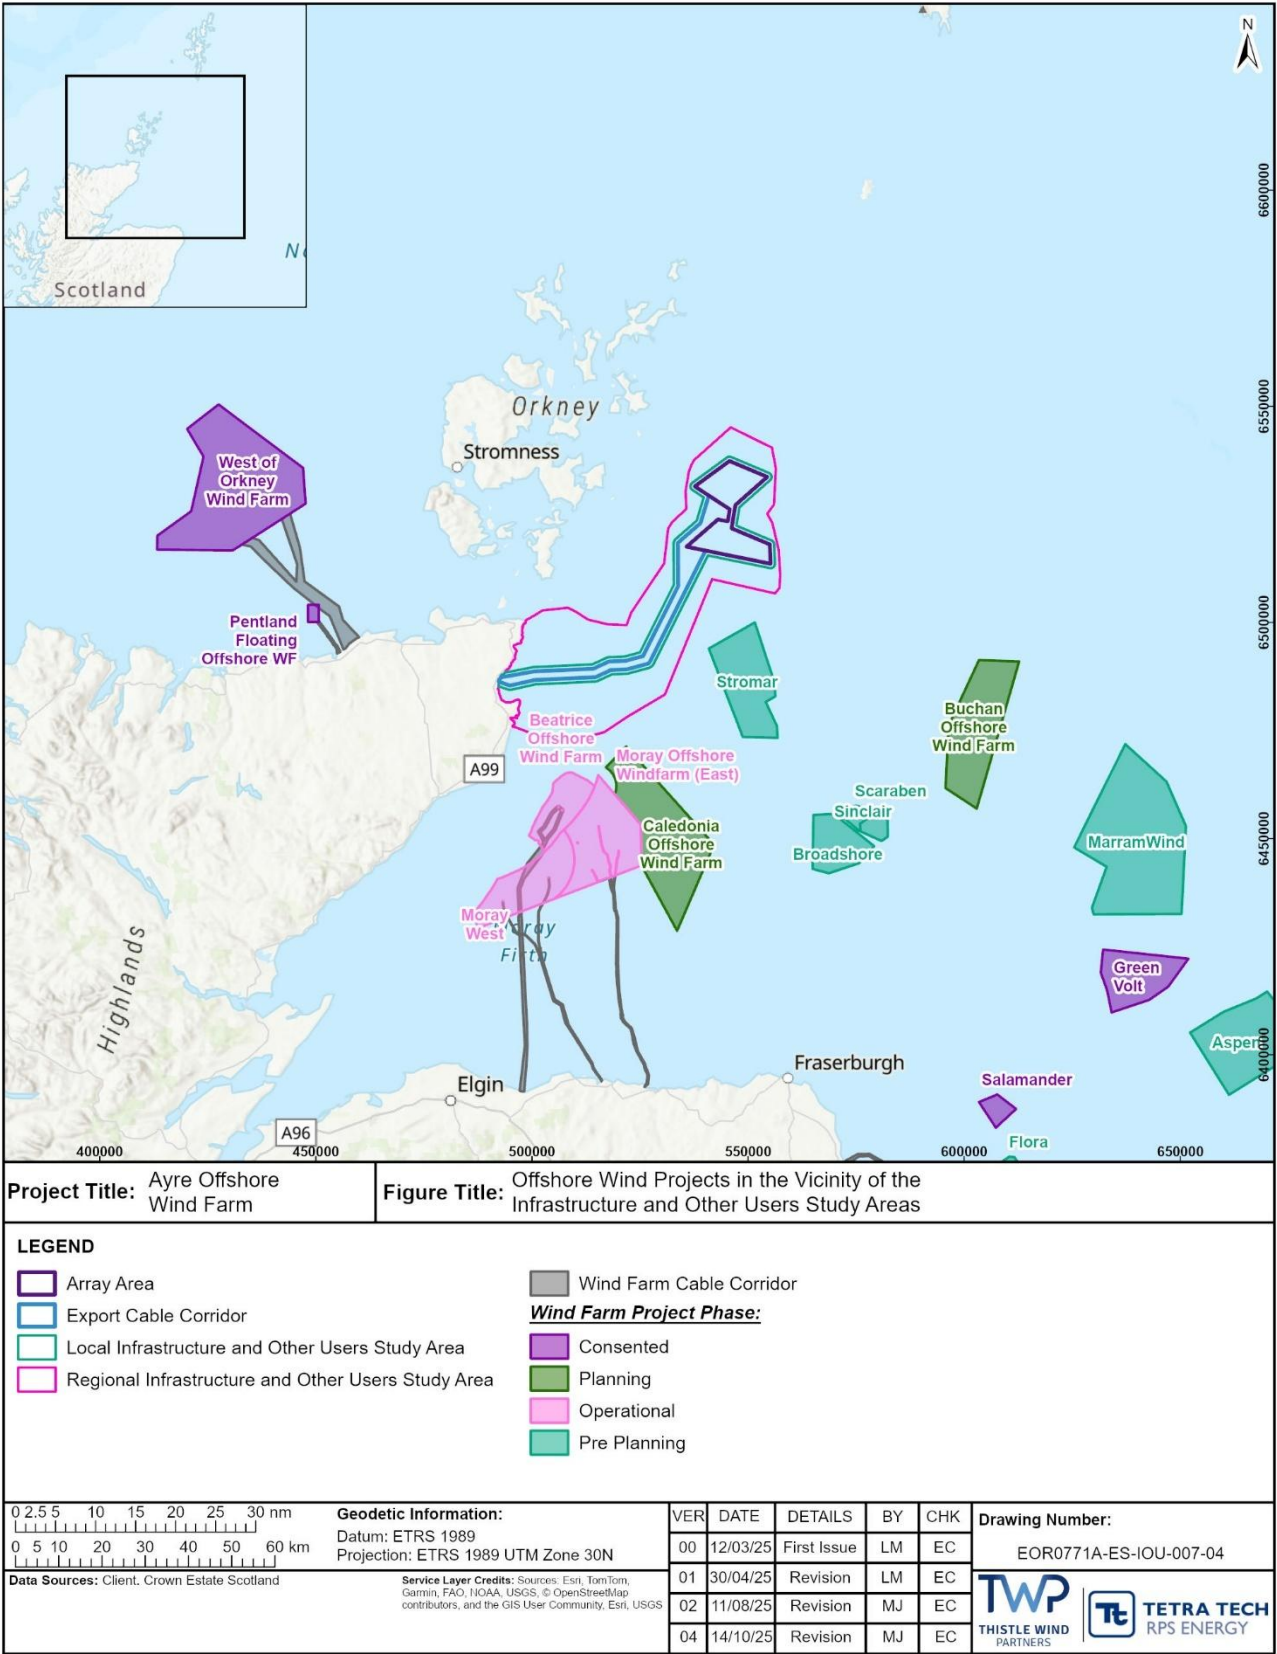 N
Scotland
N
6600000
6550000
6500000
6450000
6400000
Orkney
Stromness
West of
Orkney
Wind Farm
Pentland
Floating
Offshore WF
Stromar
Buchan
Offshore
Wind Farm
Beatrice
Offshore
Wind Farm
Moray Offshore
Windfarm (East)
A99
Scaraben
Sinclair
Broadshore
Caledonia
Offshore
Wind Farm
MarramWind
Moray
West
Moray
Firth
Highlands
Green
Volt
Aspen
Fraserburgh
Elgin
Salamander
A96
Flora
400000
450000
500000
550000
600000
650000
Project Title: Ayre Offshore
Wind Farm
Figure Title: Offshore Wind Projects in the Vicinity of the
Infrastructure and Other Users Study Areas
LEGEND
Array Area
Export Cable Corridor
Local Infrastructure and Other Users Study Area
Regional Infrastructure and Other Users Study Area
Wind Farm Cable Corridor
Wind Farm Project Phase:
Consented
Planning
Operational
Pre Planning
0 2.5 5 10 15 20 25 30 nm
0 5 10 20 30 40 50 60 km
Geodetic Information:
Datum: ETRS 1989
Projection: ETRS 1989 UTM Zone 30N
Data Sources: Client. Crown Estate Scotland
Service Layer Credits: Sources: Esri, TomTom,
Garmin, FAO, NOAA, USGS, © OpenStreetMap
contributors, and the GIS User Community, Esri, USGS
VER DATE DETAILS BY CHK
00 12/03/25 First Issue LM EC
01 30/04/25 Revision LM EC
02 11/08/25 Revision MJ EC
04 14/10/25 Revision MJ EC
Drawing Number:
EOR0771A-ES-IOU-007-04
TWP
THISTLE WIND
PARTNERS
Tt
TETRA TECH
RPS ENERGY